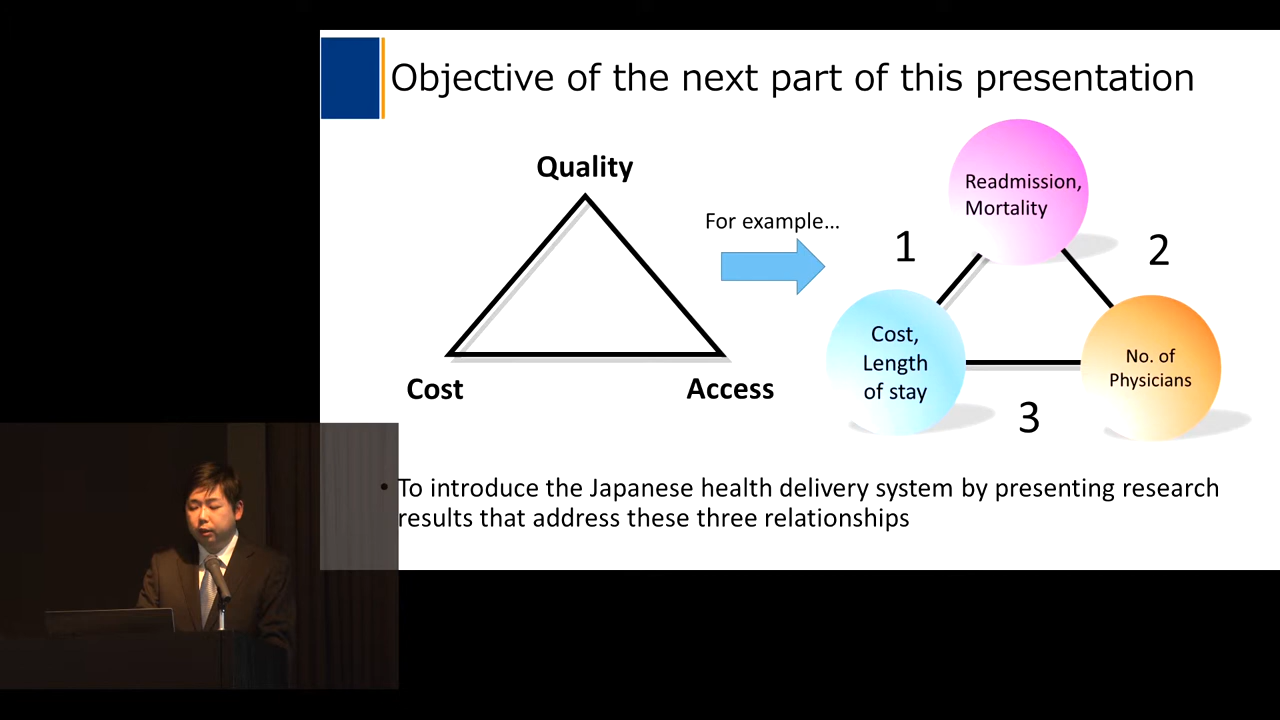 Objective of the next part of this presentation
Quality
Cost
Access
For example...
Readmission,
Mortality
1
2
Cost,
Length
of stay
No. of
Physicians
3
• To introduce the Japanese health delivery system by presenting research
results that address these three relationships